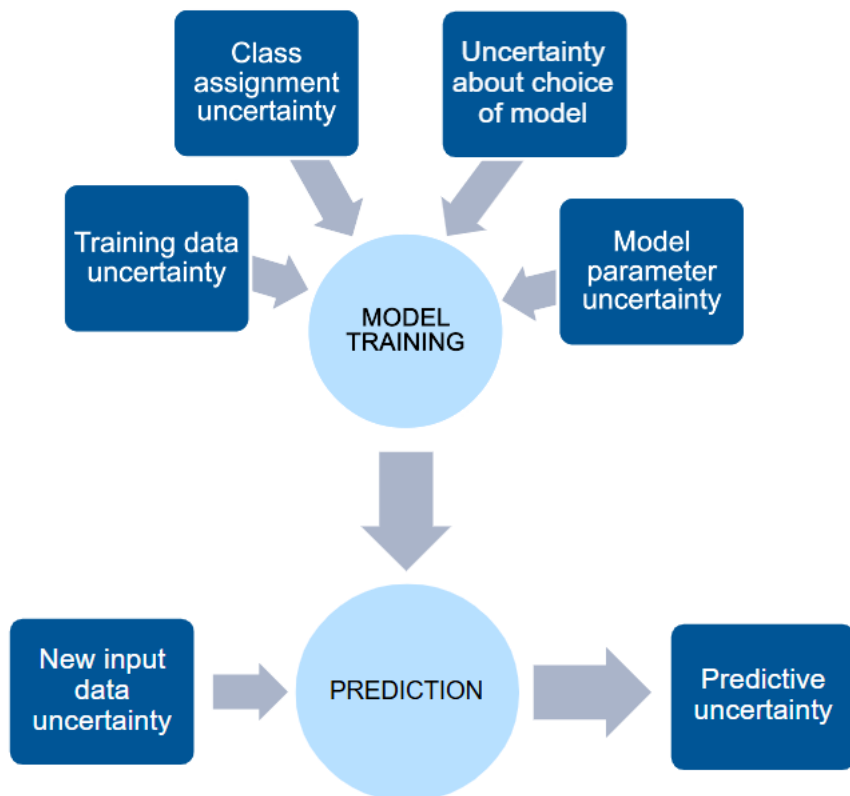 Class
assignment
uncertainty
Uncertainty
about choice
of model
Training data
uncertainty
Model
parameter
uncertainty
MODEL
TRAINING
New input
data
uncertainty
PREDICTION
Predictive
uncertainty